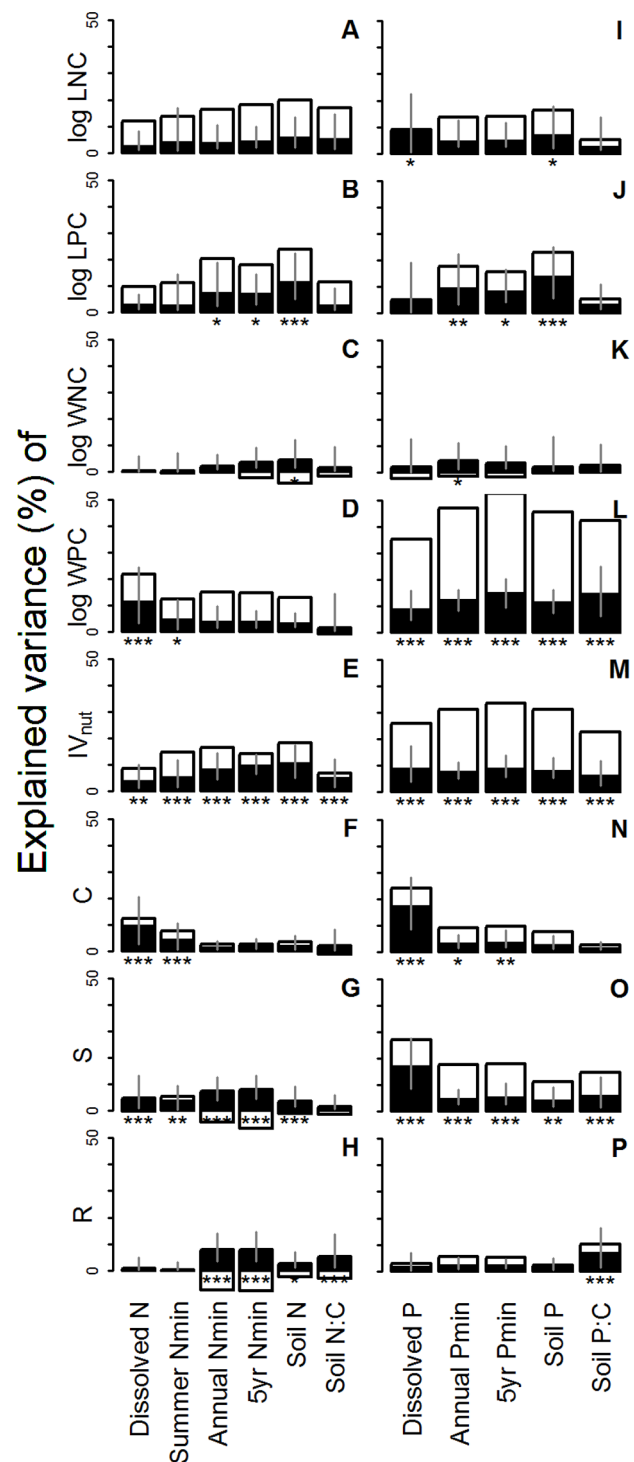 Explained variance (%) of
log LNC
50
0
A
I
*
*
log LPC
50
0
B
*
*
***
J
**
*
***
log WNC
50
0
C
*
K
*
log WPC
50
0
D
***
*
L
***
***
***
***
***
IVnut
50
0
E
**
***
***
***
***
***
M
***
***
***
***
***
C
50
0
F
***
***
N
***
*
**
S
50
0
G
***
**
***
***
***
O
***
***
***
**
***
R
50
0
H
***
***
*
***
P
***
Dissolved N
Summer Nmin
Annual Nmin
5yr Nmin
Soil N
Soil N:C
Dissolved P
Annual Pmin
5yr Pmin
Soil P
Soil P:C